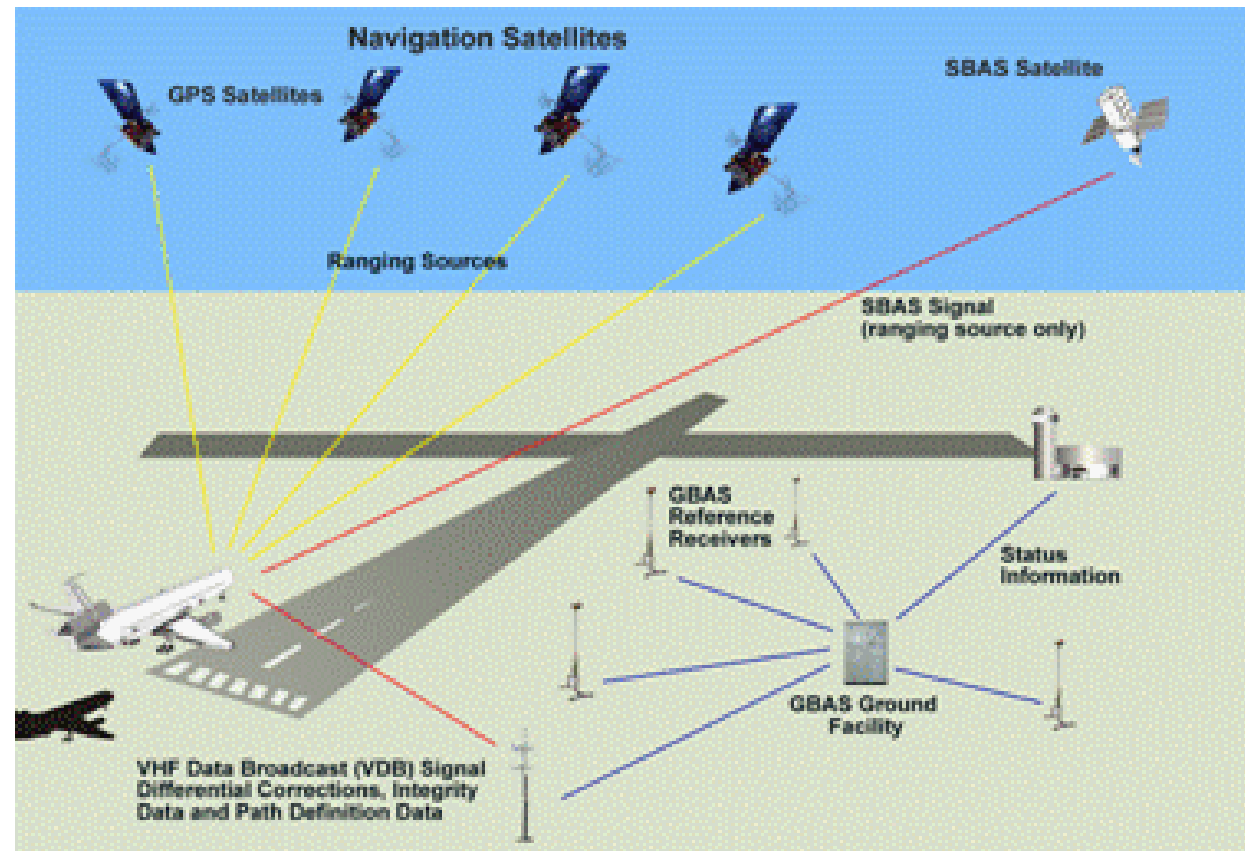 Navigation Satellites
GPS Satellites
SBAS Satellite
Ranging Sources
SBAS Signal
(ranging source only)
GBAS
Reference
Receivers
Status
Information
GBAS Ground
Facility
VHF Data Broadcast (VDB) Signal
Differential Corrections, Integrity
Data and Path Definition Data